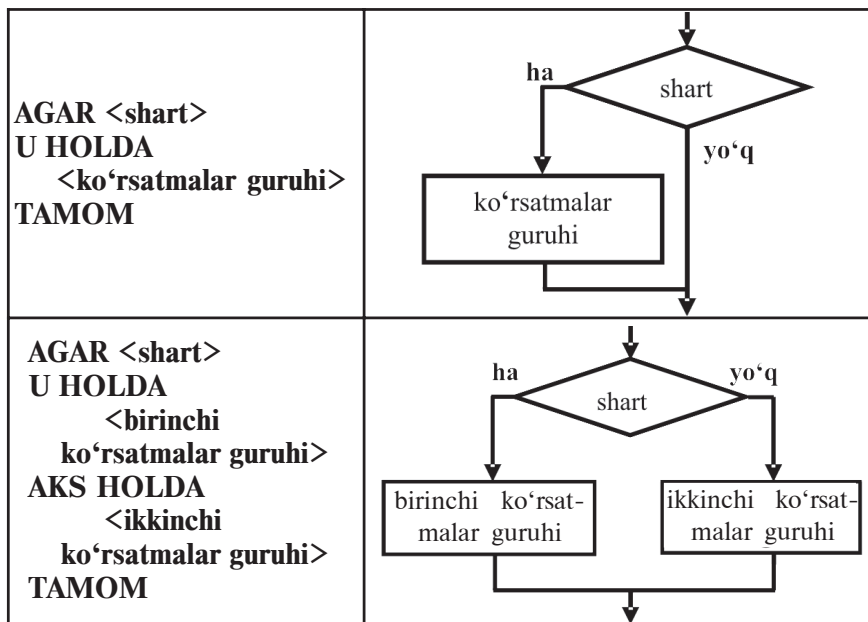 AGAR <shart>
U HOLDA
<ko‘rsatmalar guruhi>
TAMOM
ha
shart
yo‘q
ko‘rsatmalar
guruhi
AGAR <shart>
U HOLDA
<birinchi
ko‘rsatmalar guruhi>
AKS HOLDA
<ikkinchi
ko‘rsatmalar guruhi>
TAMOM
ha
yo‘q
shart
birinchi ko‘rsat-
malar guruhi
ikkinchi ko‘rsat-
malar guruhi